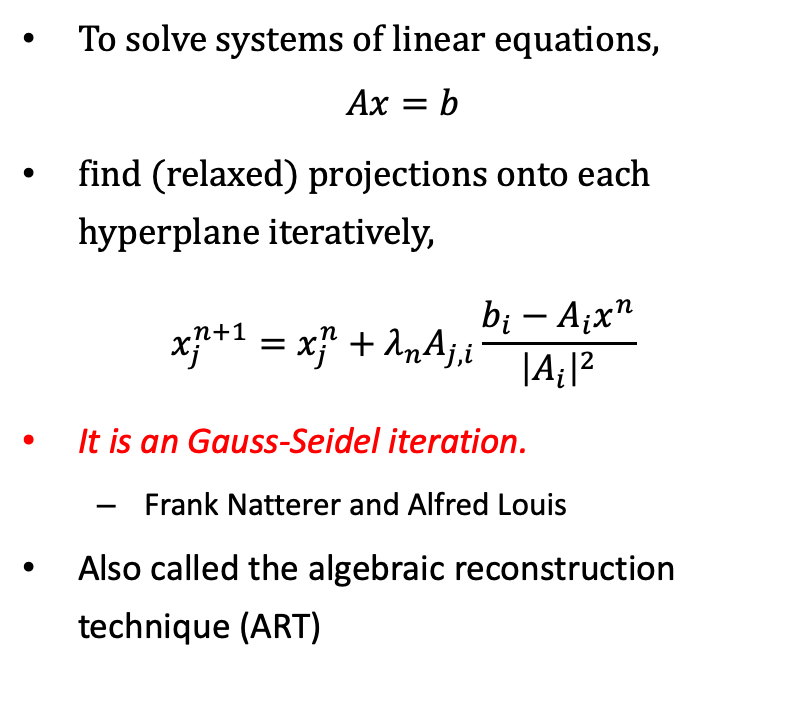 • To solve systems of linear equations,
Ax = b
• find (relaxed) projections onto each
hyperplane iteratively,
x_j^{n+1} = x_j^n + λ_n A_{j,i} \frac{b_i − A_i x^n}{|A_i|^2}
• It is an Gauss-Seidel iteration.
– Frank Natterer and Alfred Louis
• Also called the algebraic reconstruction
technique (ART)